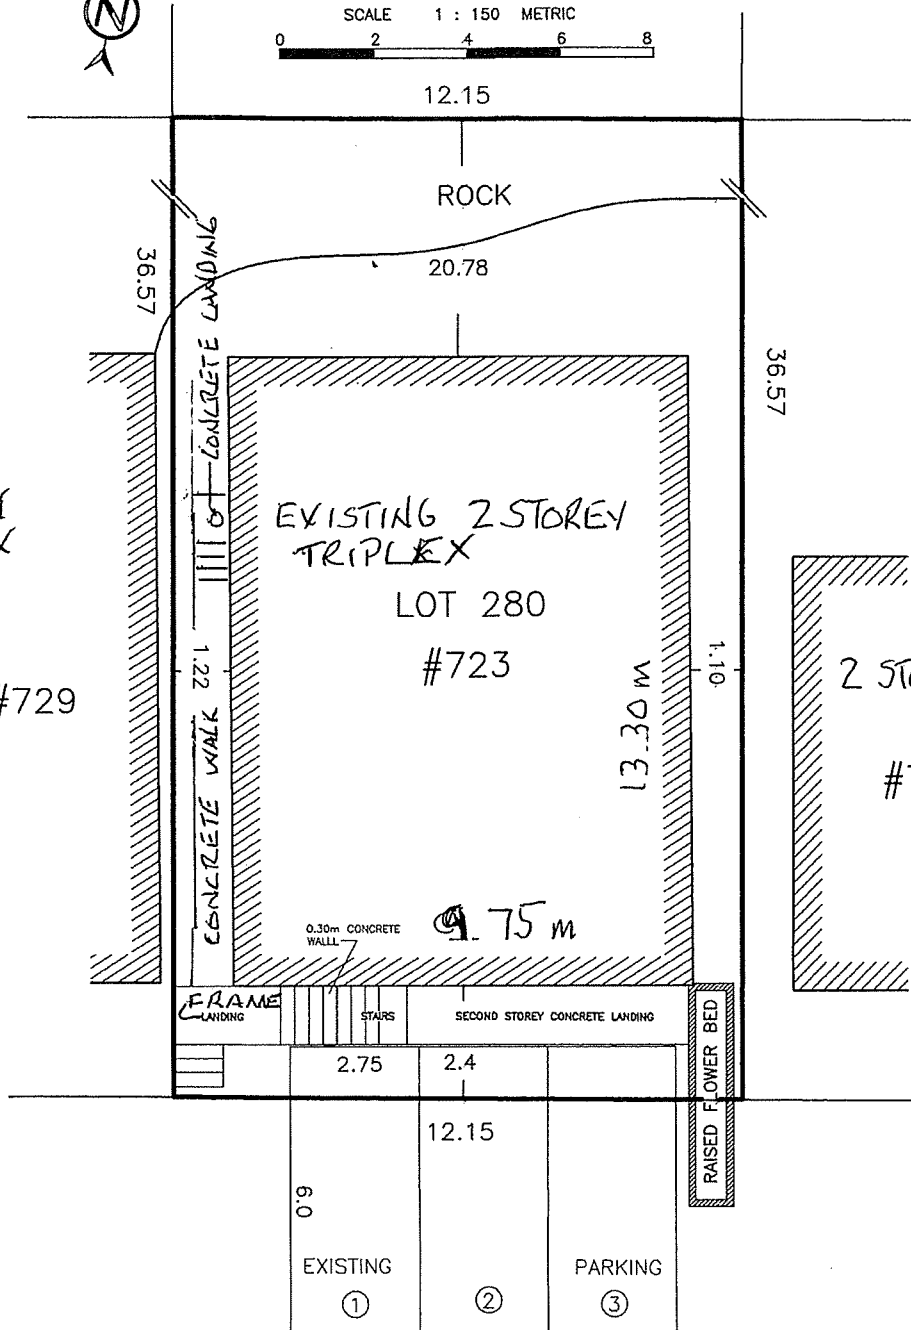 N
SCALE 1 : 150 METRIC
0 2 4 6 8
12.15
ROCK
36.57
20.78
CONCRETE LANDING
36.57
EXISTING 2 STOREY
TRIPLEX
LOT 280
#723
#729
1.22
1.10
13.30 m
2 STO
#7
CONCRETE WALK
9.75 m
0.30m CONCRETE
WALLL
FRAME
LANDING
STAIRS
SECOND STOREY CONCRETE LANDING
RAISED FLOWER BED
2.75
2.4
12.15
6.0
EXISTING
PARKING
1
2
3